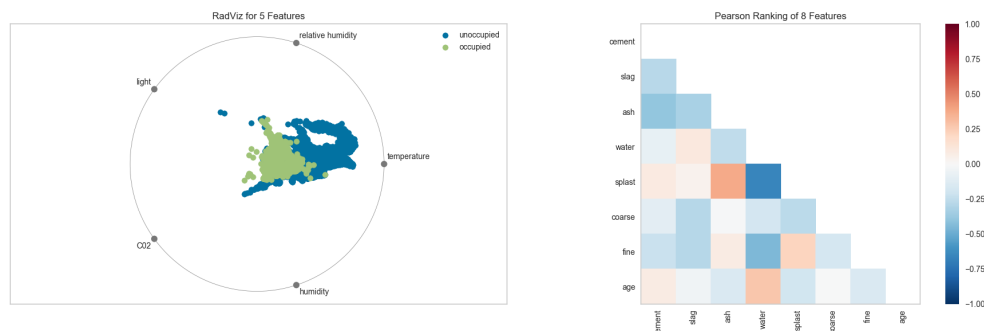 RadViz for 5 Features
relative humidity
unoccupied
occupied
light
temperature
C02
humidity
Pearson Ranking of 8 Features
cement
slag
ash
water
splast
coarse
fine
age
ement
slag
ash
water
splast
oarse
fine
age
1.00
0.75
0.50
0.25
0.00
−0.25
−0.50
−0.75
−1.00